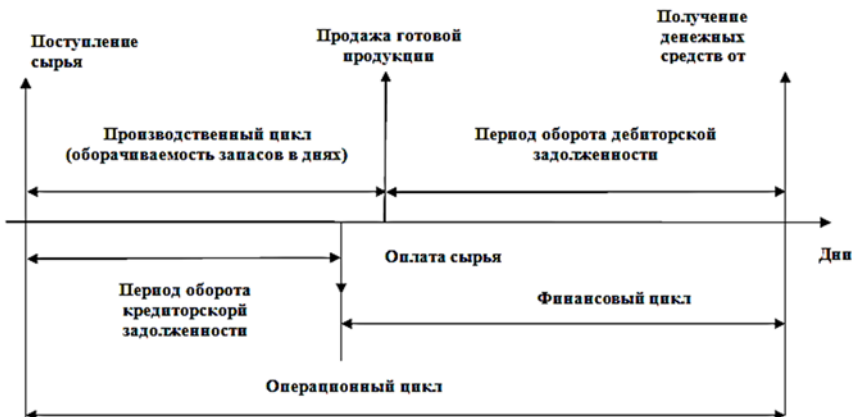 Поступление
сырья
Продажа готовой
продукции
Получение
денежных
средств от
Производственный цикл
(оборачиваемость запасов в днях)
Период оборота дебиторской
задолженности
Оплата сырья
Дни
Период оборота
кредиторскорй
задолженности
Финансовый цикл
Операционный цикл